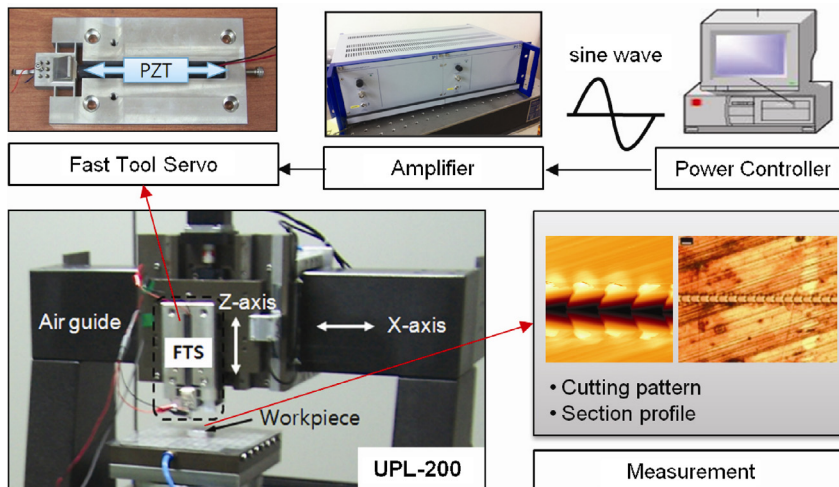 PZT
sine wave
Fast Tool Servo
Amplifier
Power Controller
Z-axis
Air guide
X-axis
FTS
Workpiece
UPL-200
• Cutting pattern
• Section profile
Measurement